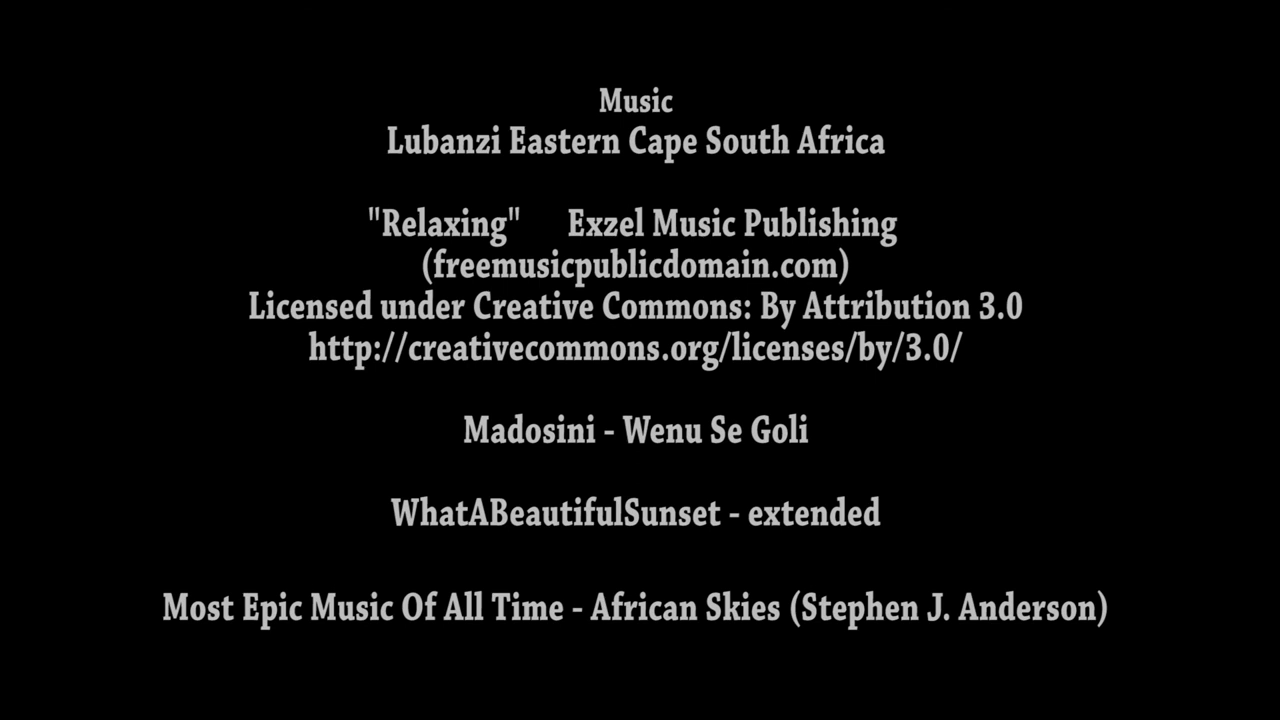 Music
Lubanzi Eastern Cape South Africa
"Relaxing" Exzel Music Publishing
(freemusicpublicdomain.com)
Licensed under Creative Commons: By Attribution 3.0
http://creativecommons.org/licenses/by/3.0/
Madosini - Wenu Se Goli
WhatABeautifulSunset - extended
Most Epic Music Of All Time - African Skies (Stephen J. Anderson)